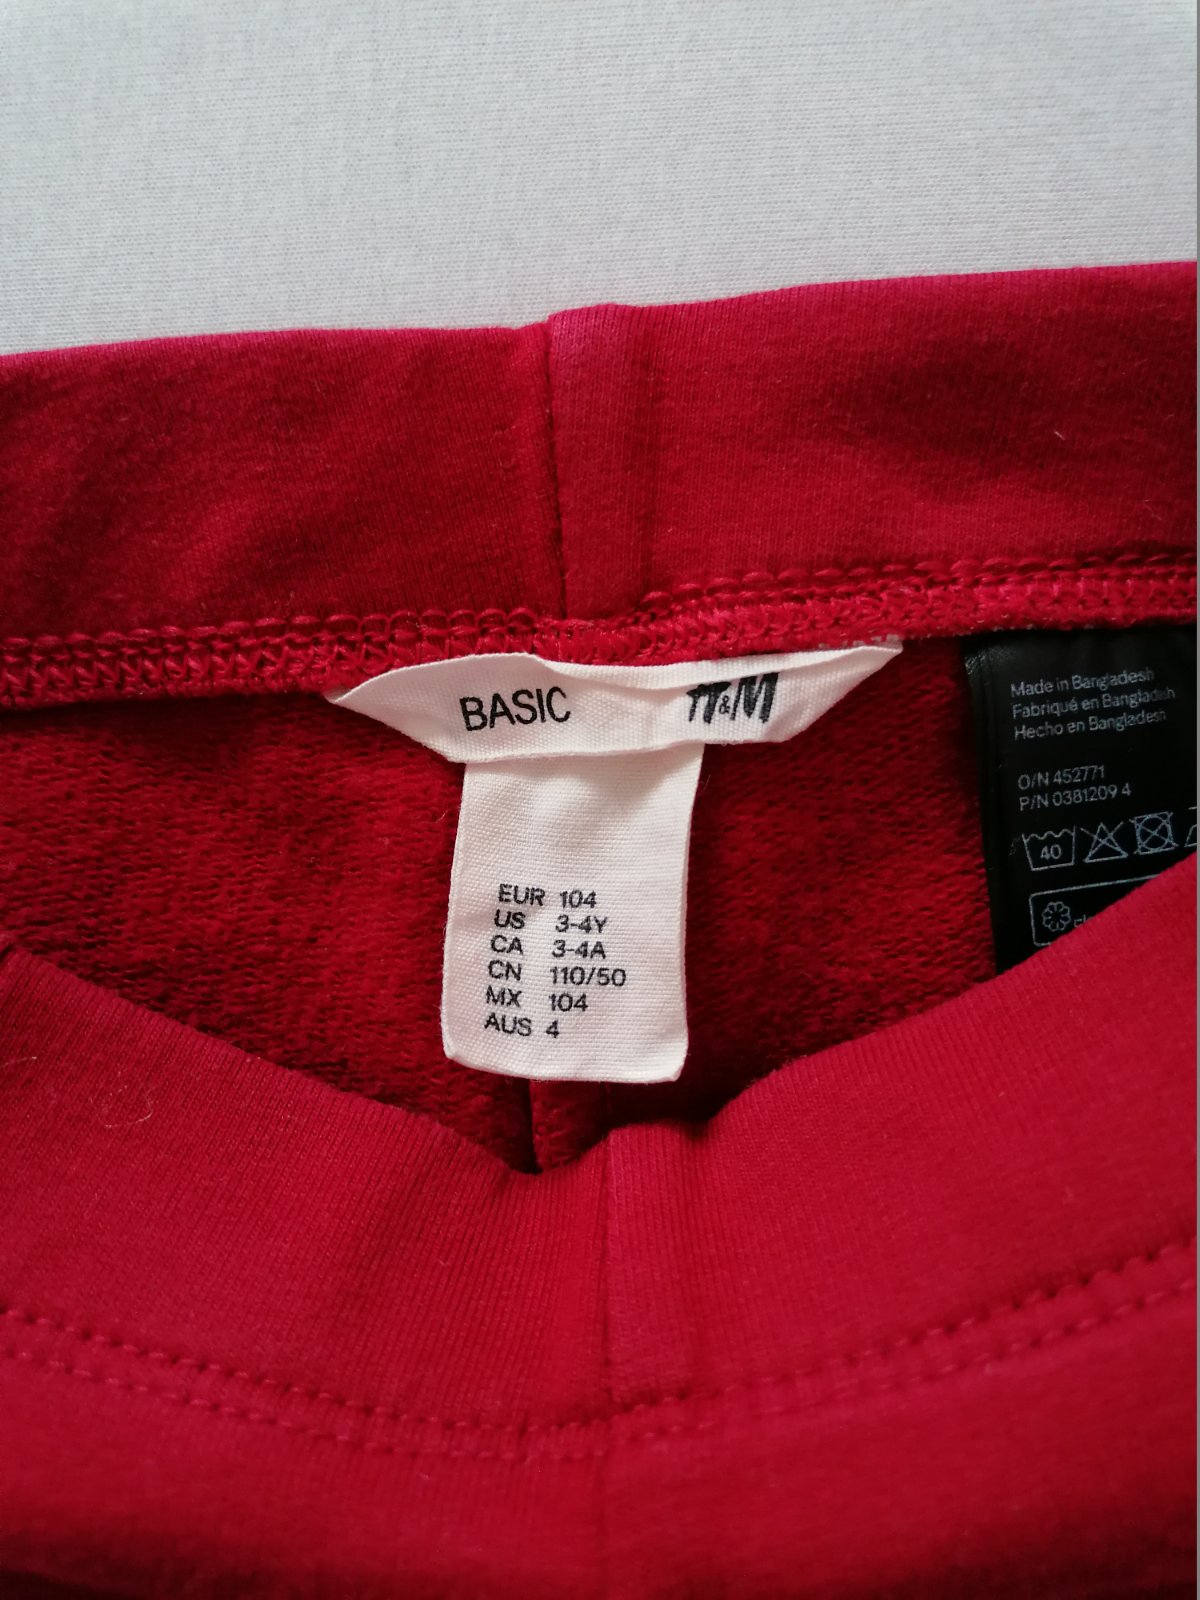 BASIC H&M
EUR 104
US 3-4Y
CA 3-4A
CN 110/50
MX 104
AUS 4
Made in Bangladesh
Fabriqué en Bangladesh
Hecho en Bangladesh
O/N 452771
P/N 0381209 4
40